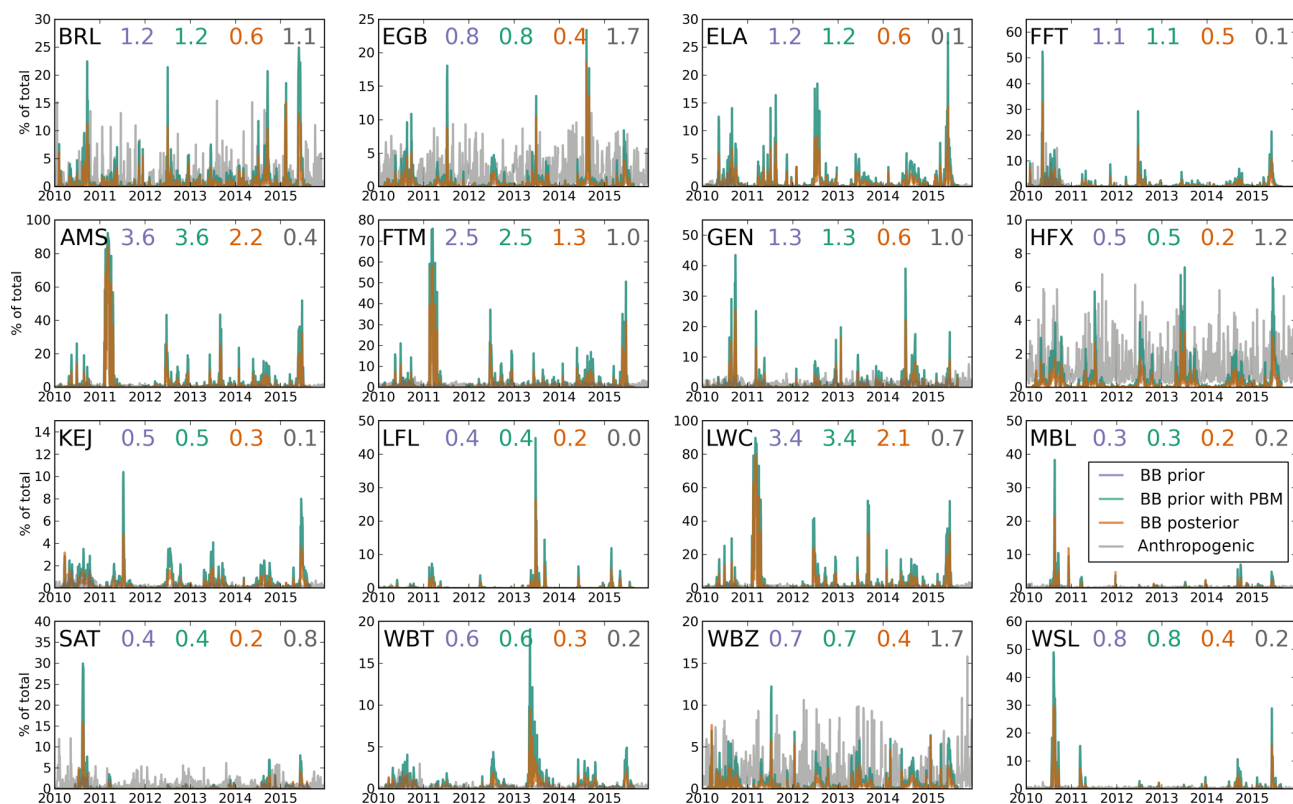 BRL 1.2 1.2 0.6 1.1
% of total
30
25
20
15
10
5
0
2010 2011 2012 2013 2014 2015
EGB 0.8 0.8 0.4 1.7
25
20
15
10
5
0
2010 2011 2012 2013 2014 2015
ELA 1.2 1.2 0.6 0.1
30
25
20
15
10
5
0
2010 2011 2012 2013 2014 2015
FFT 1.1 1.1 0.5 0.1
60
50
40
30
20
10
0
2010 2011 2012 2013 2014 2015
AMS 3.6 3.6 2.2 0.4
% of total
100
80
60
40
20
0
2010 2011 2012 2013 2014 2015
FTM 2.5 2.5 1.3 1.0
80
70
60
50
40
30
20
10
0
2010 2011 2012 2013 2014 2015
GEN 1.3 1.3 0.6 1.0
50
40
30
20
10
0
2010 2011 2012 2013 2014 2015
HFX 0.5 0.5 0.2 1.2
10
8
6
4
2
0
2010 2011 2012 2013 2014 2015
KEJ 0.5 0.5 0.3 0.1
% of total
14
12
10
8
6
4
2
0
2010 2011 2012 2013 2014 2015
LFL 0.4 0.4 0.2 0.0
50
40
30
20
10
0
2010 2011 2012 2013 2014 2015
LWC 3.4 3.4 2.1 0.7
100
80
60
40
20
0
2010 2011 2012 2013 2014 2015
MBL 0.3 0.3 0.2 0.2
50
40
30
20
10
0
2010 2011 2012 2013 2014 2015
BB prior
BB prior with PBM
BB posterior
Anthropogenic
SAT 0.4 0.4 0.2 0.8
% of total
40
35
30
25
20
15
10
5
0
2010 2011 2012 2013 2014 2015
WBT 0.6 0.6 0.3 0.2
20
15
10
5
0
2010 2011 2012 2013 2014 2015
WBZ 0.7 0.7 0.4 1.7
20
15
10
5
0
2010 2011 2012 2013 2014 2015
WSL 0.8 0.8 0.4 0.2
60
50
40
30
20
10
0
2010 2011 2012 2013 2014 2015